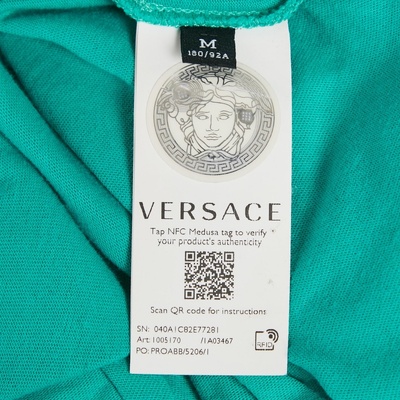 M
180/92A
VERSACE
Tap NFC Medusa tag to verify
your product's authenticity
Scan QR code for instructions
SN: 040A1C82E77281
Art: 1005170 /1A03467
PO: PROABB/5206/1
RFID